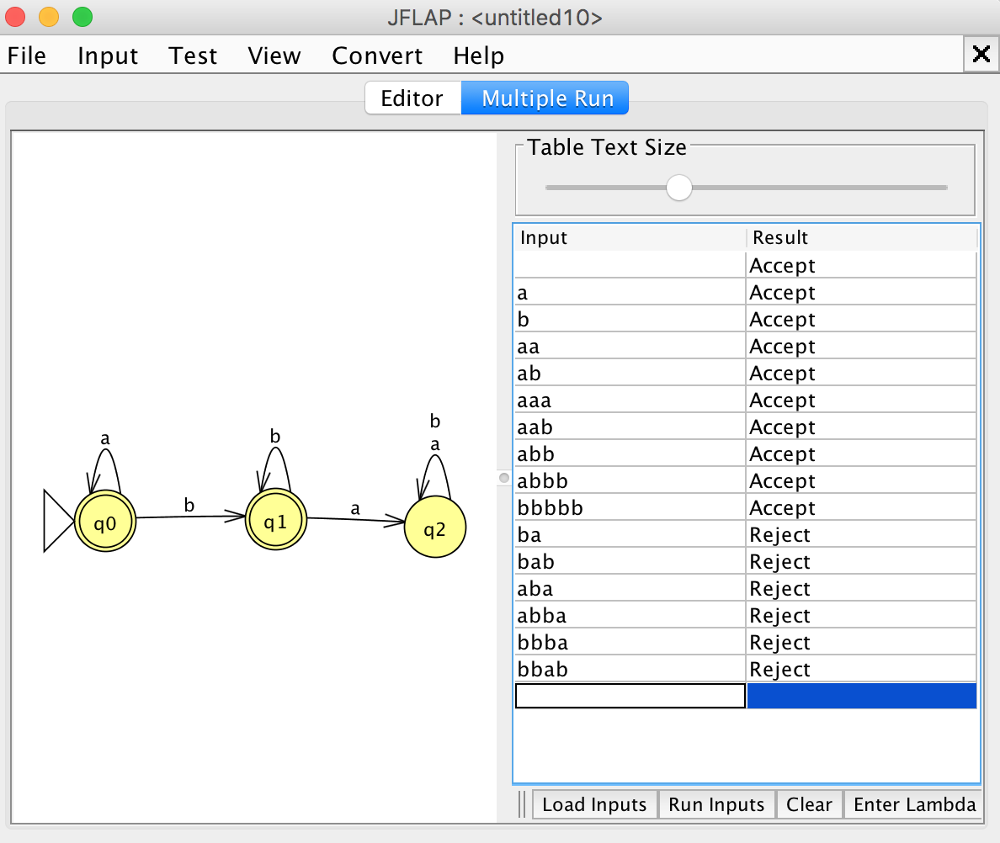 JFLAP : <untitled10>
File Input Test View Convert Help
Editor Multiple Run
Table Text Size
Input Result
Accept
a Accept
b Accept
aa Accept
ab Accept
aaa Accept
aab Accept
abb Accept
abbb Accept
bbbbb Accept
ba Reject
bab Reject
aba Reject
abba Reject
bbba Reject
bbab Reject
b
a b a
b a
q0 q1 q2
Load Inputs Run Inputs Clear Enter Lambda